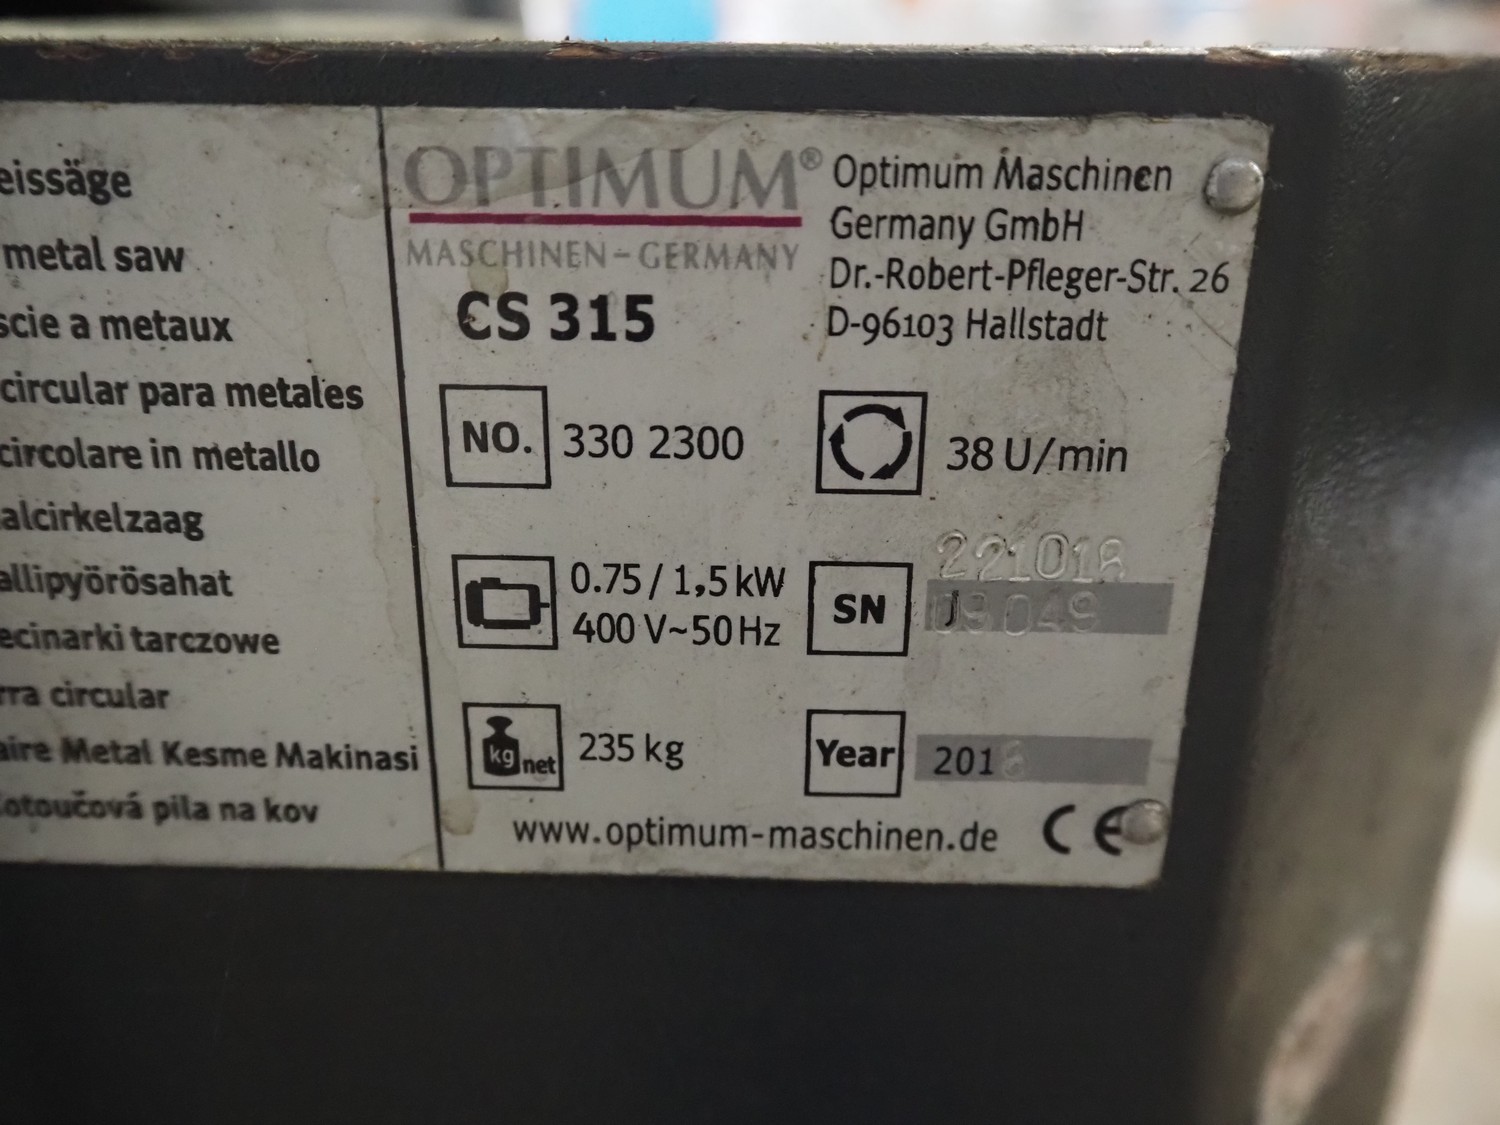 eissäge
metal saw
scie a metaux
circular para metales
circolare in metallo
alcirkelzaag
allipyörösahat
ecinarki tarczowe
rra circular
aire Metal Kesme Makinasi
otoučová pila na kov
OPTIMUM®
MASCHINEN-GERMANY
CS 315
Optimum Maschinen
Germany GmbH
Dr.-Robert-Pfleger-Str. 26
D-96103 Hallstadt
NO. 330 2300
38 U/min
0.75 / 1,5 kW
400 V~50 Hz
SN
kg net 235 kg
Year
www.optimum-maschinen.de
CE